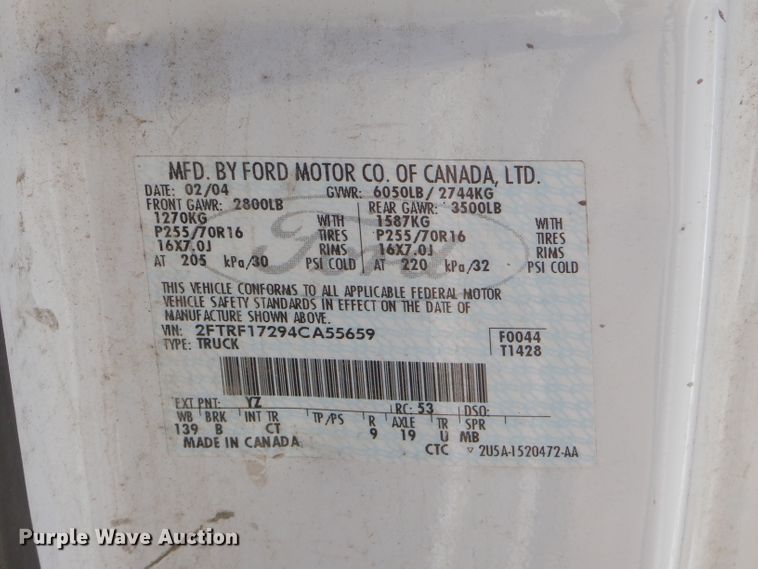 MFD. BY FORD MOTOR CO. OF CANADA, LTD.
DATE: 02/04 GVWR: 6050LB/ 2744KG
FRONT GAWR: 2800LB REAR GAWR: 3500LB
1270KG WITH 1587KG WITH
P255/70R16 TIRES P255/70R16 TIRES
16X7.0J RIMS 16X7.0J RIMS
AT 205 kPa/30 PSI COLD AT 220 kPa/32 PSI COLD
THIS VEHICLE CONFORMS TO ALL APPLICABLE FEDERAL MOTOR
VEHICLE SAFETY STANDARDS IN EFFECT ON THE DATE OF
MANUFACTURE SHOWN ABOVE.
VIN: 2FTRF17294CA55659 F0044
TYPE: TRUCK T1428
EXT PNT: YZ RC: 53 DSO:
WB BRK INT TR TP/PS R AXLE TR SPR
139 B CT 9 19 U MB
MADE IN CANADA CTC 2U5A-1520472-AA
Ford
Purple Wave Auction